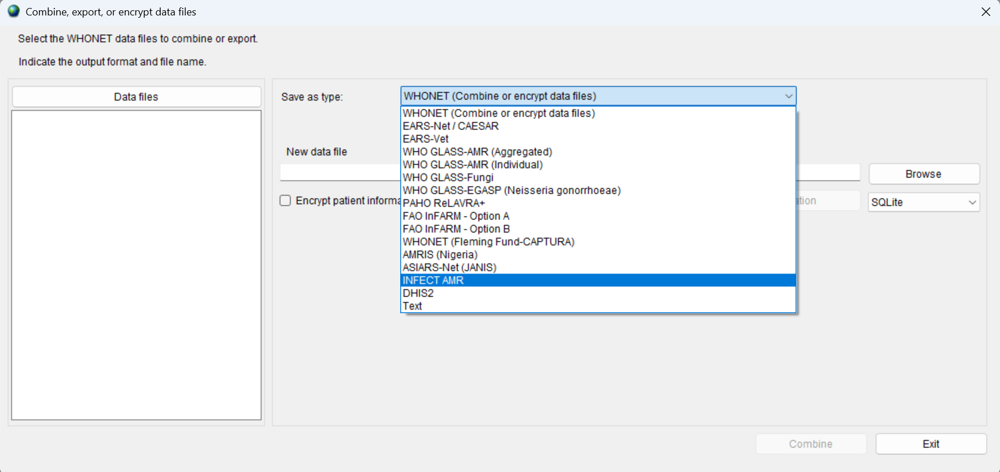 Combine, export, or encrypt data files
Select the WHONET data files to combine or export.
Indicate the output format and file name.
Data files
Save as type:
WHONET (Combine or encrypt data files)
WHONET (Combine or encrypt data files)
EARS-Net / CAESAR
EARS-Vet
WHO GLASS-AMR (Aggregated)
WHO GLASS-AMR (Individual)
WHO GLASS-Fungi
WHO GLASS-EGASP (Neisseria gonorrhoeae)
PAHO ReLAVRA+
FAO InFARM - Option A
FAO InFARM - Option B
WHONET (Fleming Fund-CAPTURA)
AMRIS (Nigeria)
ASIARS-Net (JANIS)
INFECT AMR
DHIS2
Text
New data file
Browse
Encrypt patient
SQLite
Combine
Exit